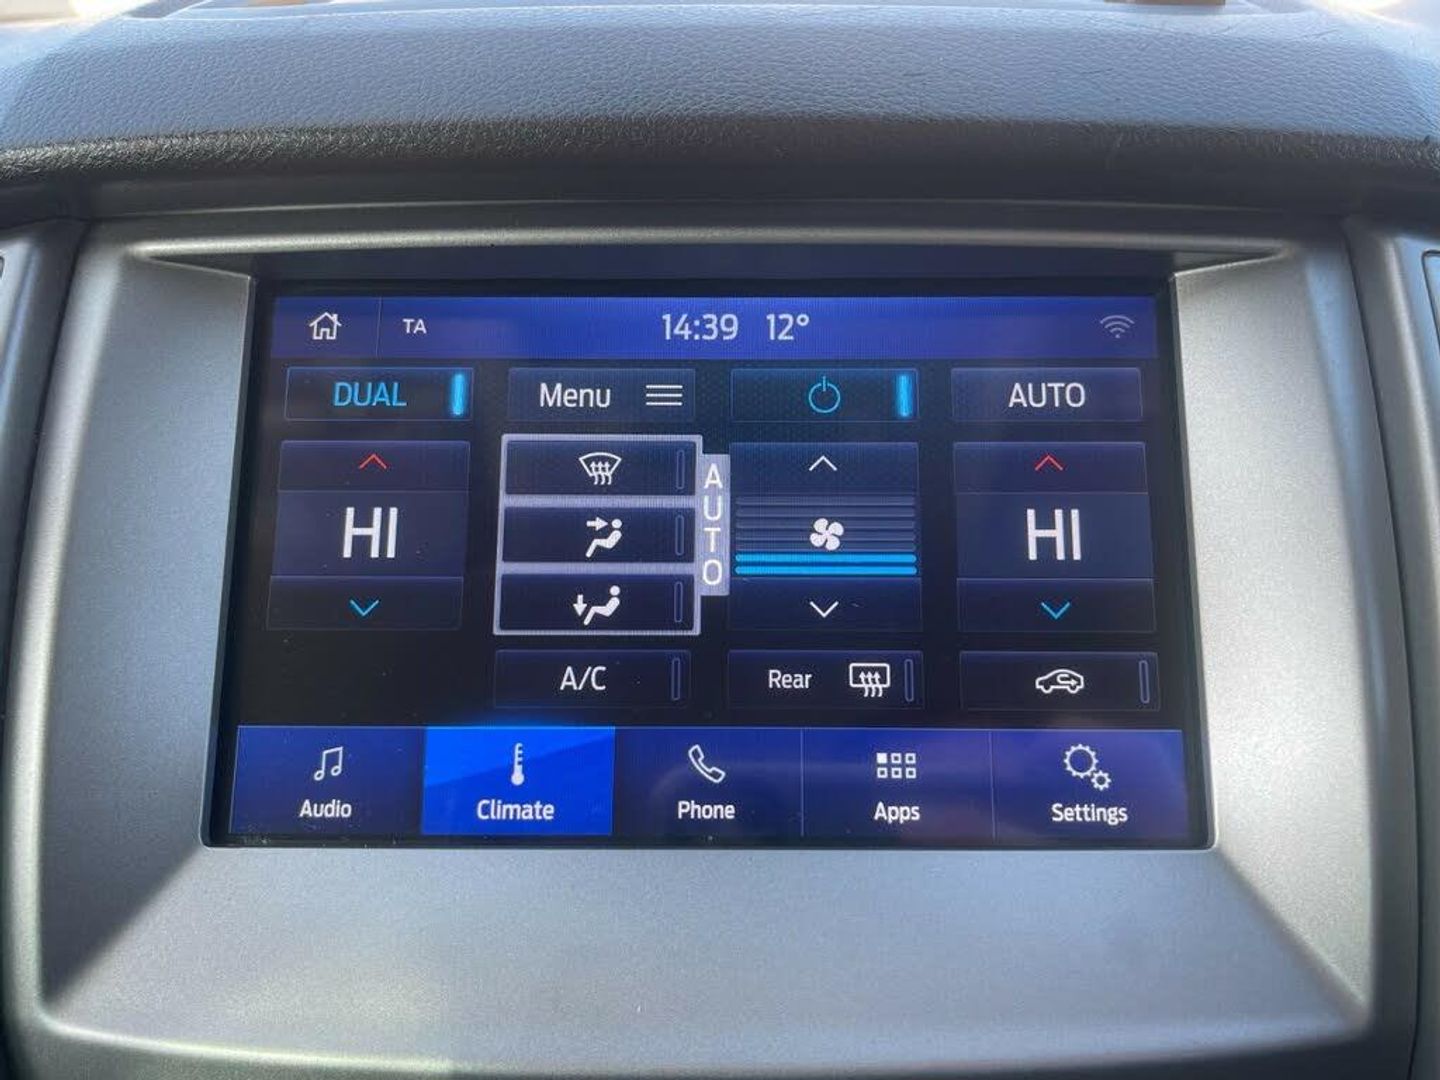 TA 14:39 12°
DUAL Menu AUTO
HI AUTO HI
A/C Rear
Audio Climate Phone Apps Settings